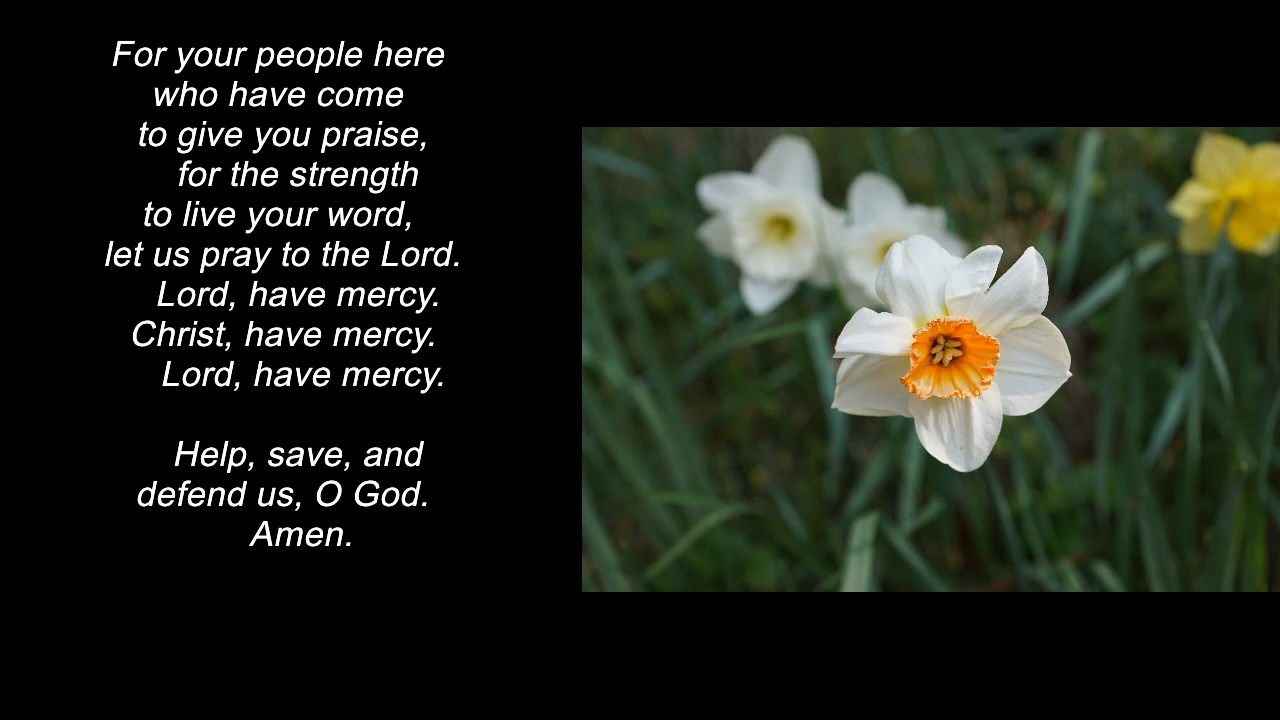 For your people here
who have come
to give you praise,
for the strength
to live your word,
let us pray to the Lord.
Lord, have mercy.
Christ, have mercy.
Lord, have mercy.
Help, save, and
defend us, O God.
Amen.